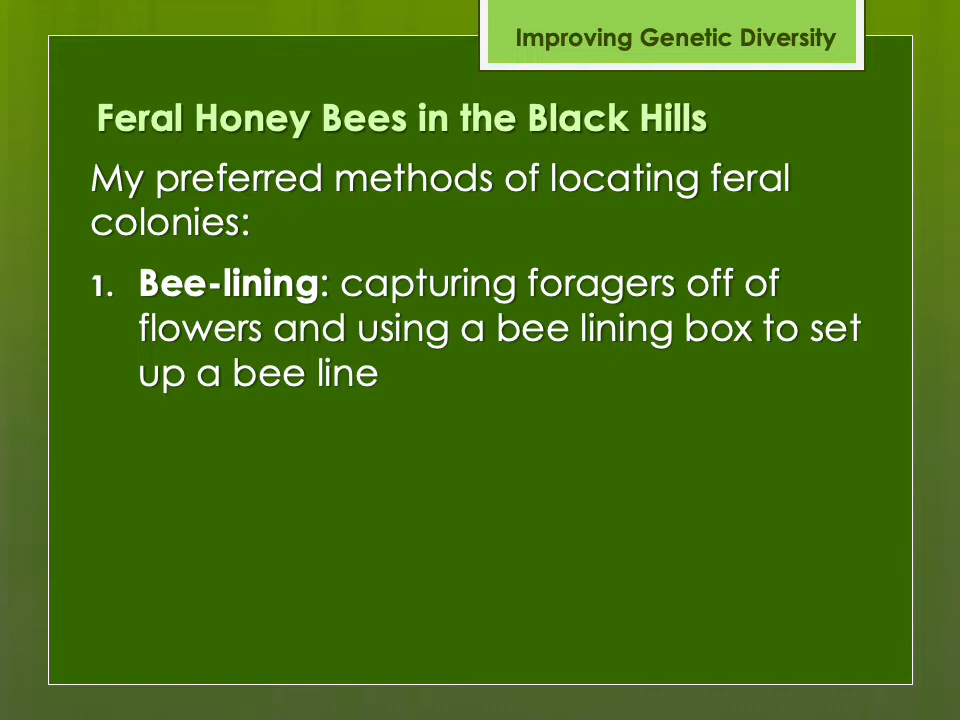 Improving Genetic Diversity
Feral Honey Bees in the Black Hills
My preferred methods of locating feral
colonies:
1. Bee-lining: capturing foragers off of
flowers and using a bee lining box to set
up a bee line